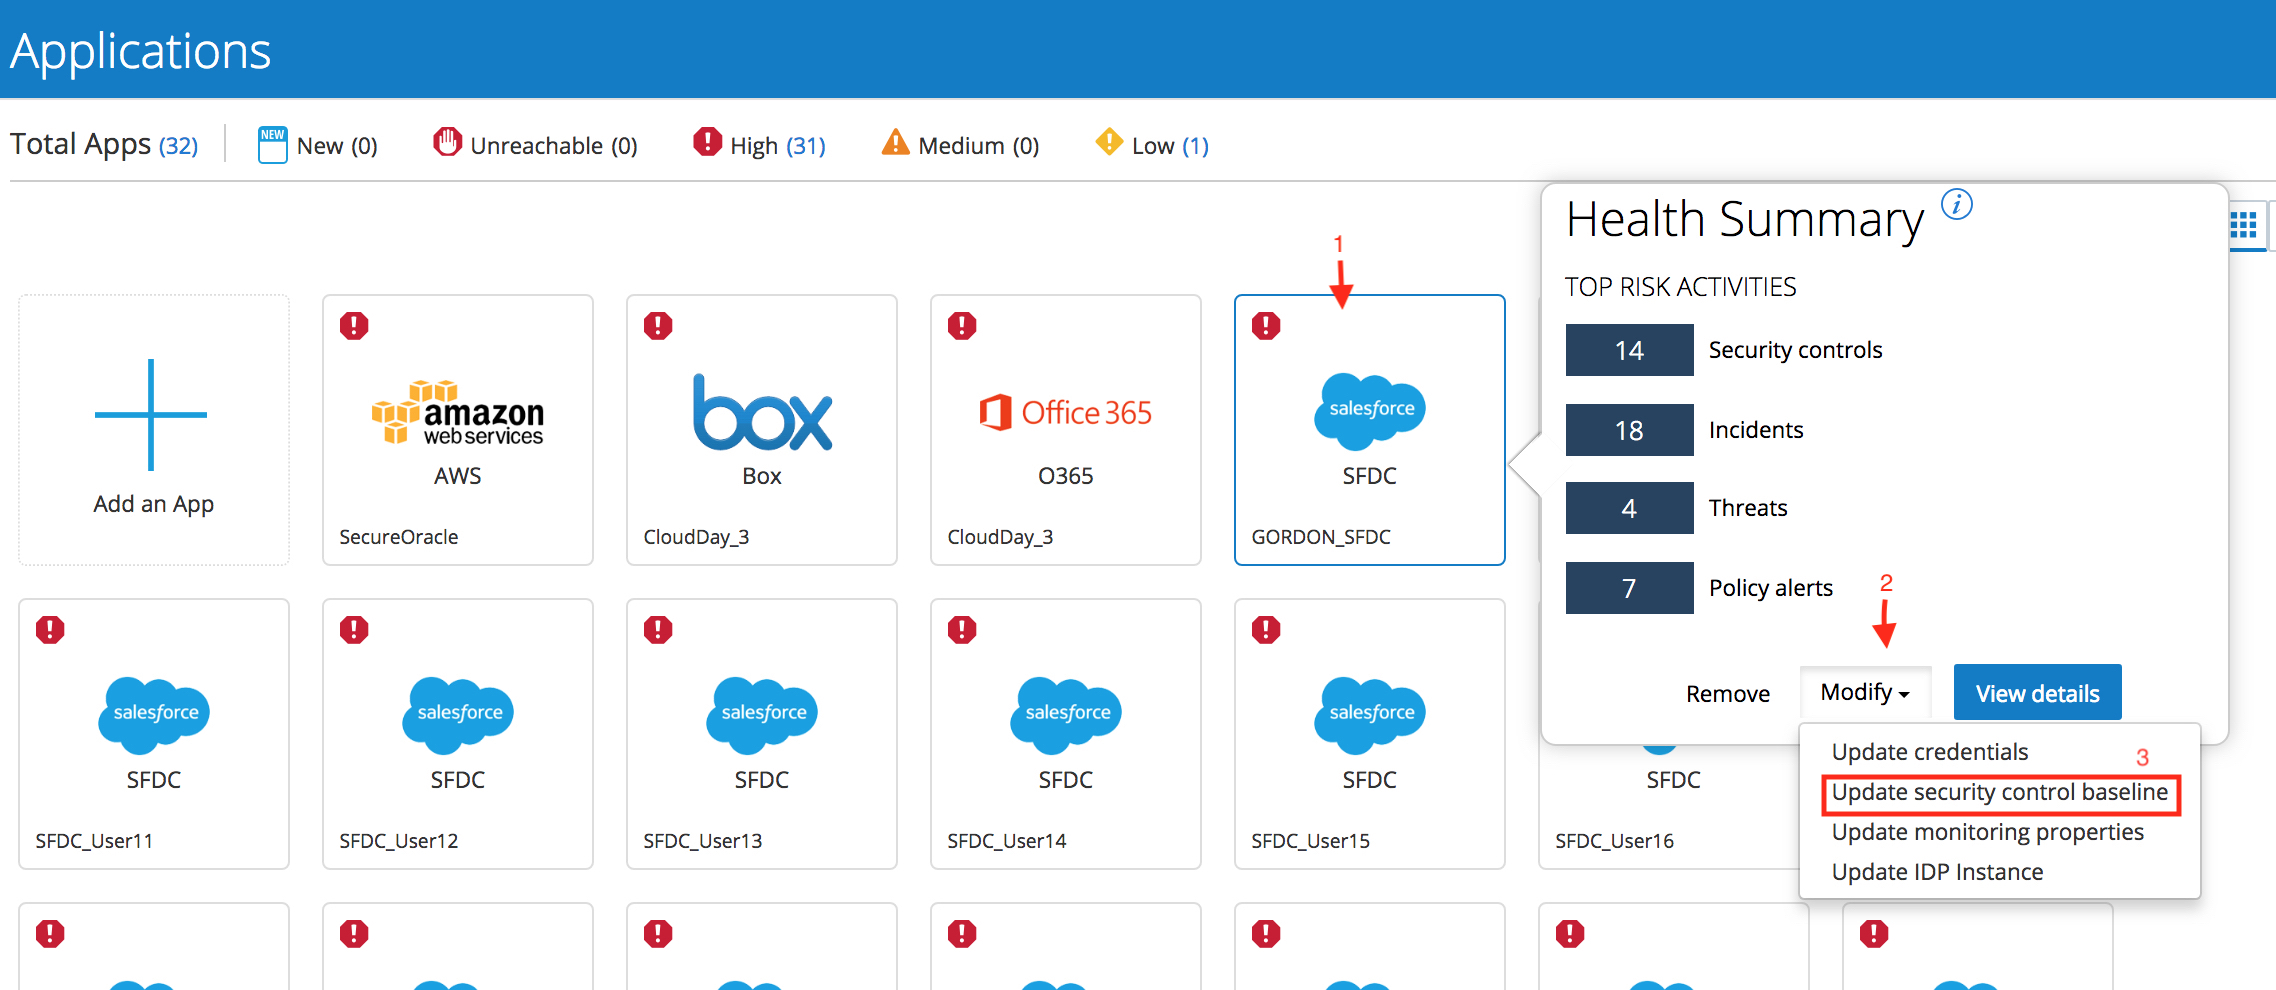 Applications
Total Apps (32)
NEW New (0)
Unreachable (0)
High (31)
Medium (0)
Low (1)
Health Summary i
TOP RISK ACTIVITIES
14 Security controls
18 Incidents
4 Threats
7 Policy alerts
2
Remove
Modify
View details
Update credentials
3
Update security control baseline
Update monitoring properties
Update IDP Instance
1
Add an App
amazon
web services
AWS
SecureOracle
box
Box
CloudDay_3
Office 365
O365
CloudDay_3
salesforce
SFDC
GORDON_SFDC
salesforce
SFDC
SFDC_User11
salesforce
SFDC
SFDC_User12
salesforce
SFDC
SFDC_User13
salesforce
SFDC
SFDC_User14
salesforce
SFDC
SFDC_User15
SFDC
SFDC_User16